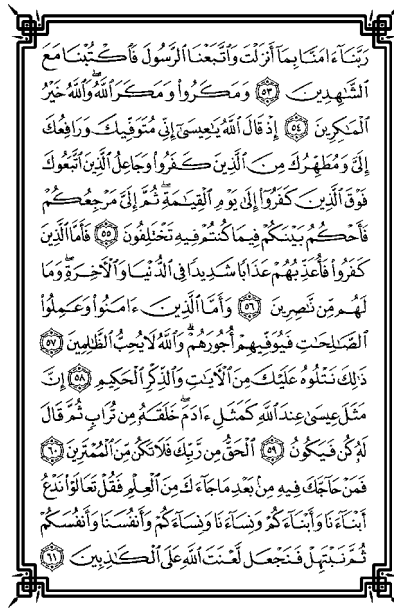 رَبَّنَآ ءَامَنَّا بِمَآ أَنزَلْتَ وَٱتَّبَعْنَا ٱلرَّسُولَ فَٱكْتُبْنَا مَعَ
ٱلشَّٰهِدِينَ ٥٣ وَمَكَرُوا۟ وَمَكَرَ ٱللَّهُ ۖ وَٱللَّهُ خَيْرُ
ٱلْمَٰكِرِينَ ٥٤ إِذْ قَالَ ٱللَّهُ يَٰعِيسَىٰٓ إِنِّى مُتَوَفِّيكَ وَرَافِعُكَ
إِلَىَّ وَمُطَهِّرُكَ مِنَ ٱلَّذِينَ كَفَرُوا۟ وَجَاعِلُ ٱلَّذِينَ ٱتَّبَعُوكَ
فَوْقَ ٱلَّذِينَ كَفَرُوٓا۟ إِلَىٰ يَوْمِ ٱلْقِيَٰمَةِ ۖ ثُمَّ إِلَىَّ مَرْجِعُكُمْ
فَأَحْكُمُ بَيْنَكُمْ فِيمَا كُنتُمْ فِيهِ تَخْتَلِفُونَ ٥٥ فَأَمَّا ٱلَّذِينَ
كَفَرُوا۟ فَأُعَذِّبُهُمْ عَذَابًا شَدِيدًا فِى ٱلدُّنْيَا وَٱلْءَاخِرَةِ وَمَا
لَهُم مِّن نَّٰصِرِينَ ٥٦ وَأَمَّا ٱلَّذِينَ ءَامَنُوا۟ وَعَمِلُوا۟
ٱلصَّٰلِحَٰتِ فَيُوَفِّيهِمْ أُجُورَهُمْ ۗ وَٱللَّهُ لَا يُحِبُّ ٱلظَّٰلِمِينَ ٥٧
ذَٰلِكَ نَتْلُوهُ عَلَيْكَ مِنَ ٱلْءَايَٰتِ وَٱلذِّكْرِ ٱلْحَكِيمِ ٥٨ إِنَّ
مَثَلَ عِيسَىٰ عِندَ ٱللَّهِ كَمَثَلِ ءَادَمَ ۖ خَلَقَهُۥ مِن تُرَابٍ ثُمَّ قَالَ
لَهُۥ كُن فَيَكُونُ ٥٩ ٱلْحَقُّ مِن رَّبِّكَ فَلَا تَكُن مِّنَ ٱلْمُمْتَرِينَ ٦٠
فَمَنْ حَآجَّكَ فِيهِ مِنۢ بَعْدِ مَا جَآءَكَ مِنَ ٱلْعِلْمِ فَقُلْ تَعَالَوْا۟ نَدْعُ
أَبْنَآءَنَا وَأَبْنَآءَكُمْ وَنِسَآءَنَا وَنِسَآءَكُمْ وَأَنفُسَنَا وَأَنفُسَكُمْ
ثُمَّ نَبْتَهِلْ فَنَجْعَل لَّعْنَتَ ٱللَّهِ عَلَى ٱلْكَٰذِبِينَ ٦١